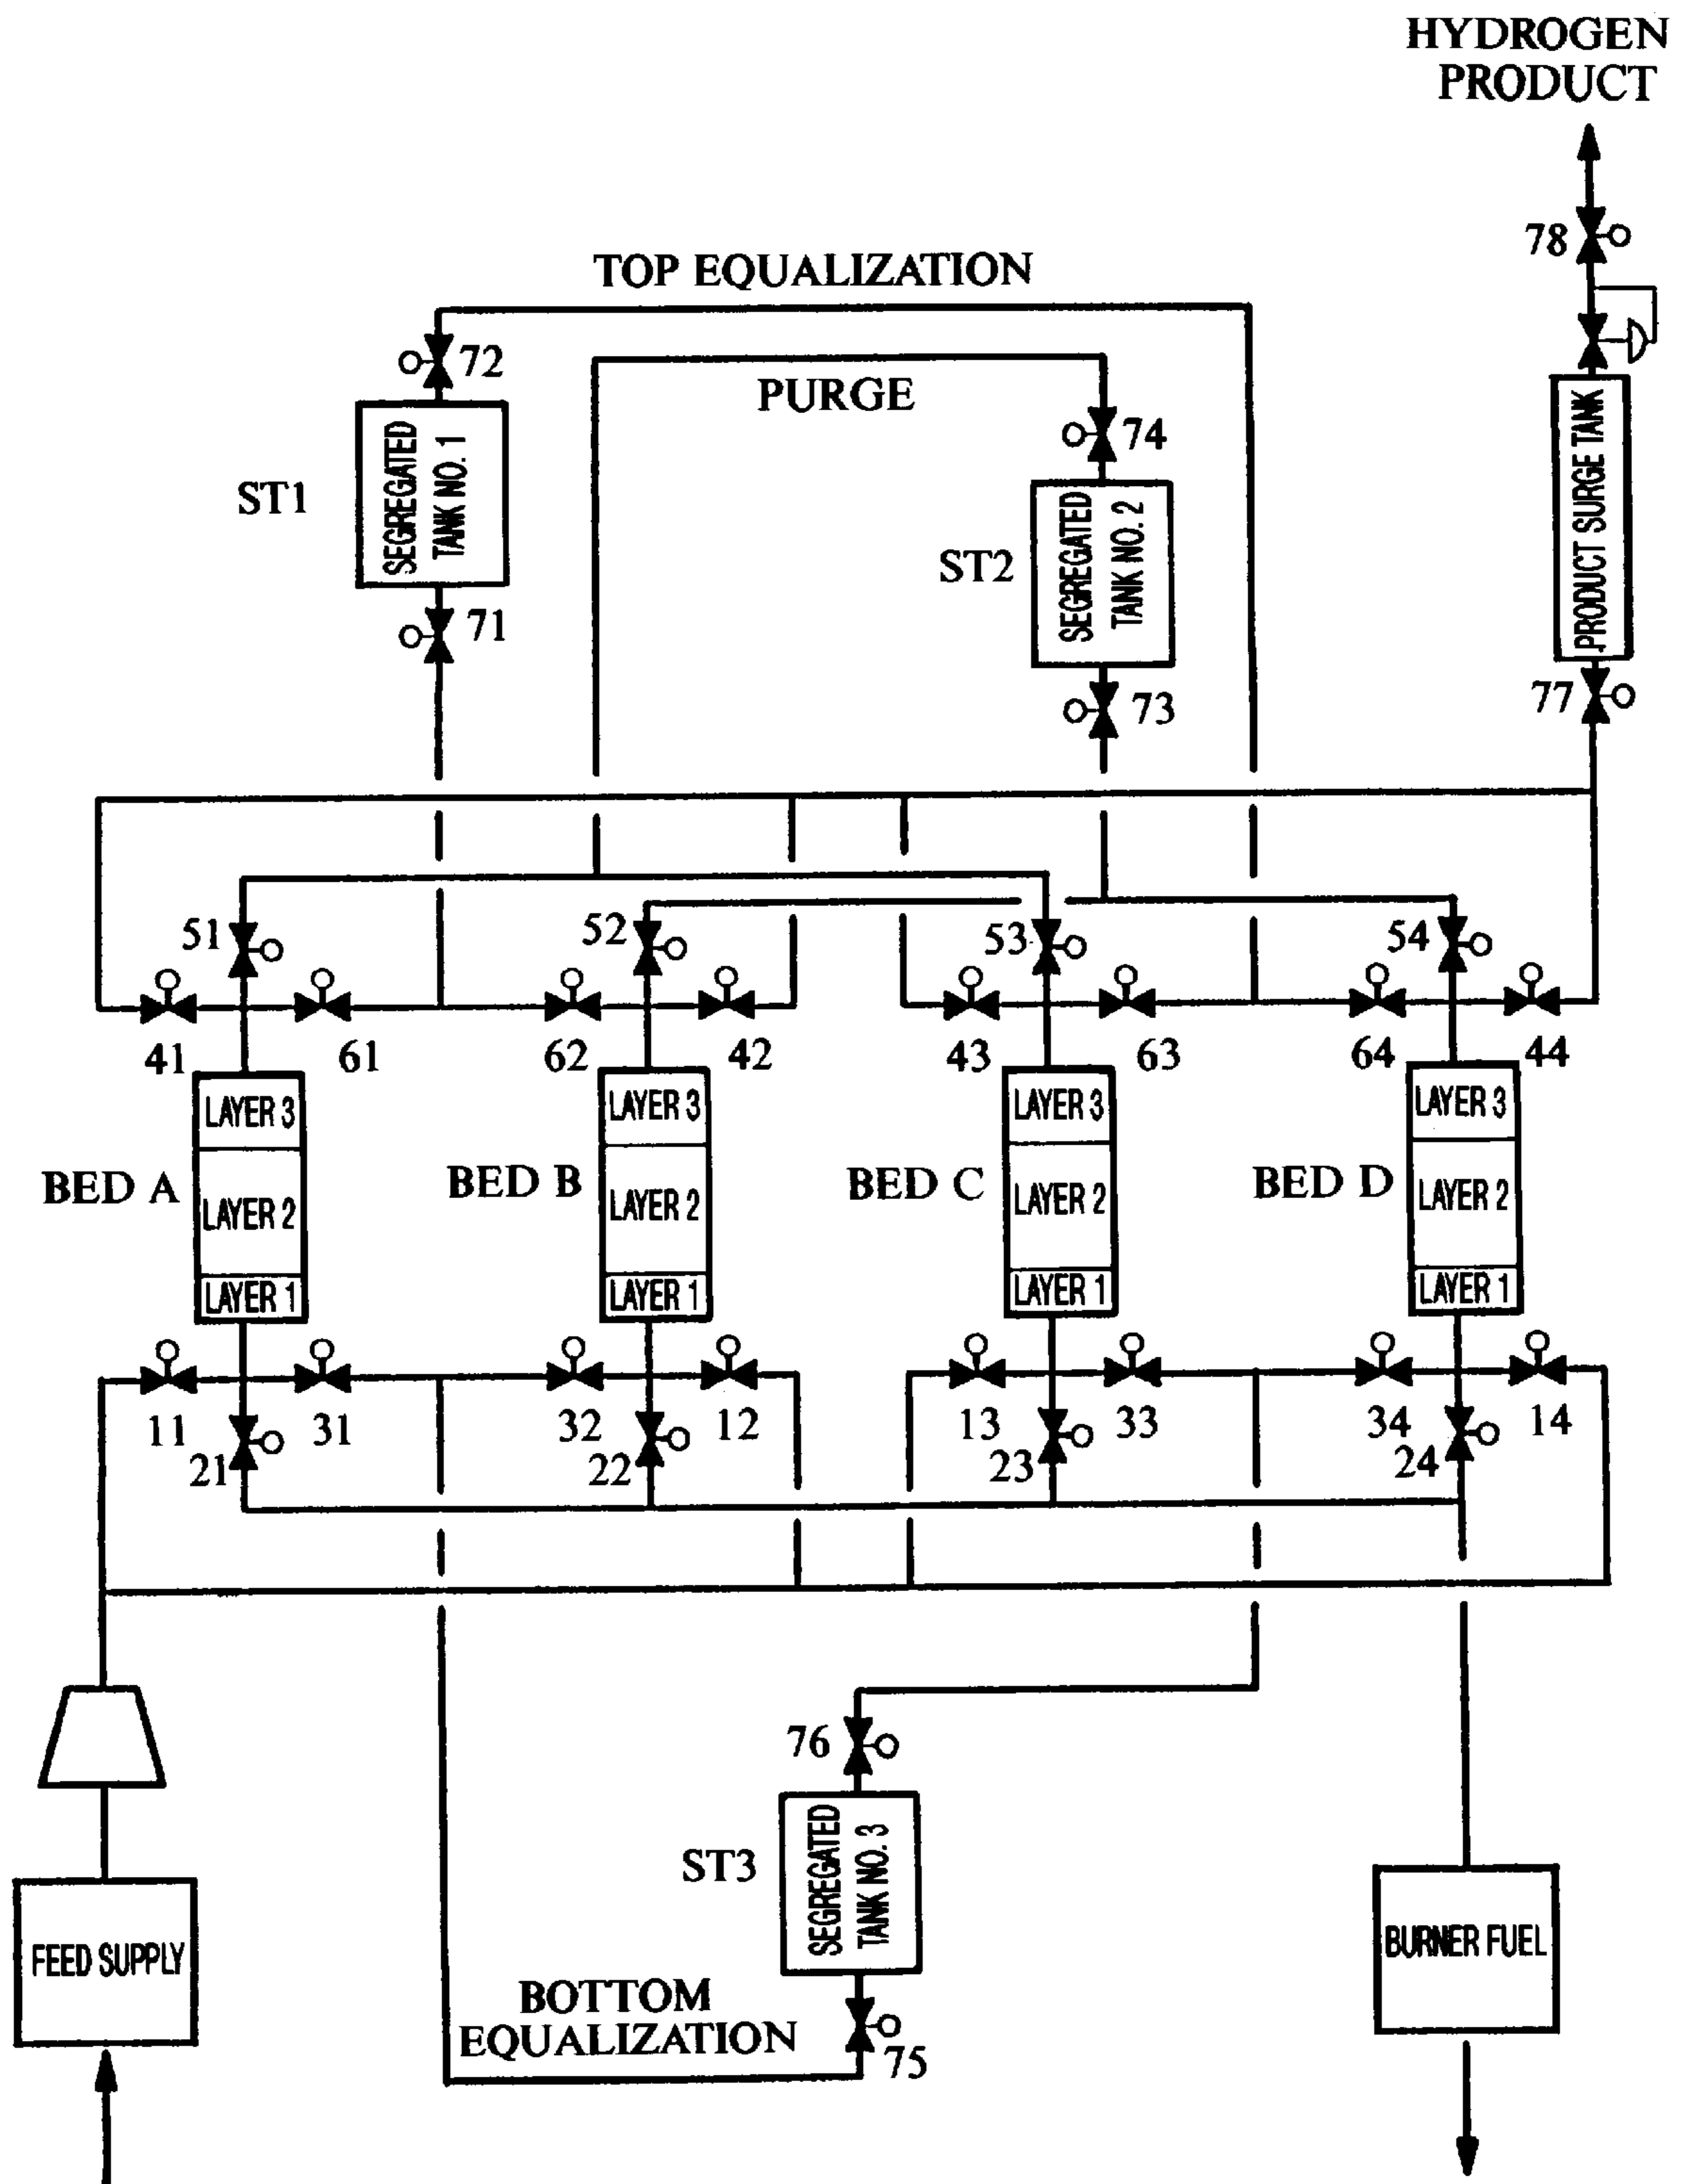 HYDROGEN
PRODUCT
78
TOP EQUALIZATION
72
PURGE
74
SEGREGATED
TANK NO. 1
ST1
SEGREGATED
TANK NO. 2
ST2
PRODUCT SURGE TANK
71
73
77
51
52
53
54
41
61
62
42
43
63
64
44
LAYER 3
LAYER 3
LAYER 3
LAYER 3
BED A
BED B
BED C
BED D
LAYER 2
LAYER 2
LAYER 2
LAYER 2
LAYER 1
LAYER 1
LAYER 1
LAYER 1
11
31
32
12
13
33
34
14
21
22
23
24
76
SEGREGATED
TANK NO. 3
ST3
FEED SUPPLY
BURNER FUEL
BOTTOM
EQUALIZATION
75